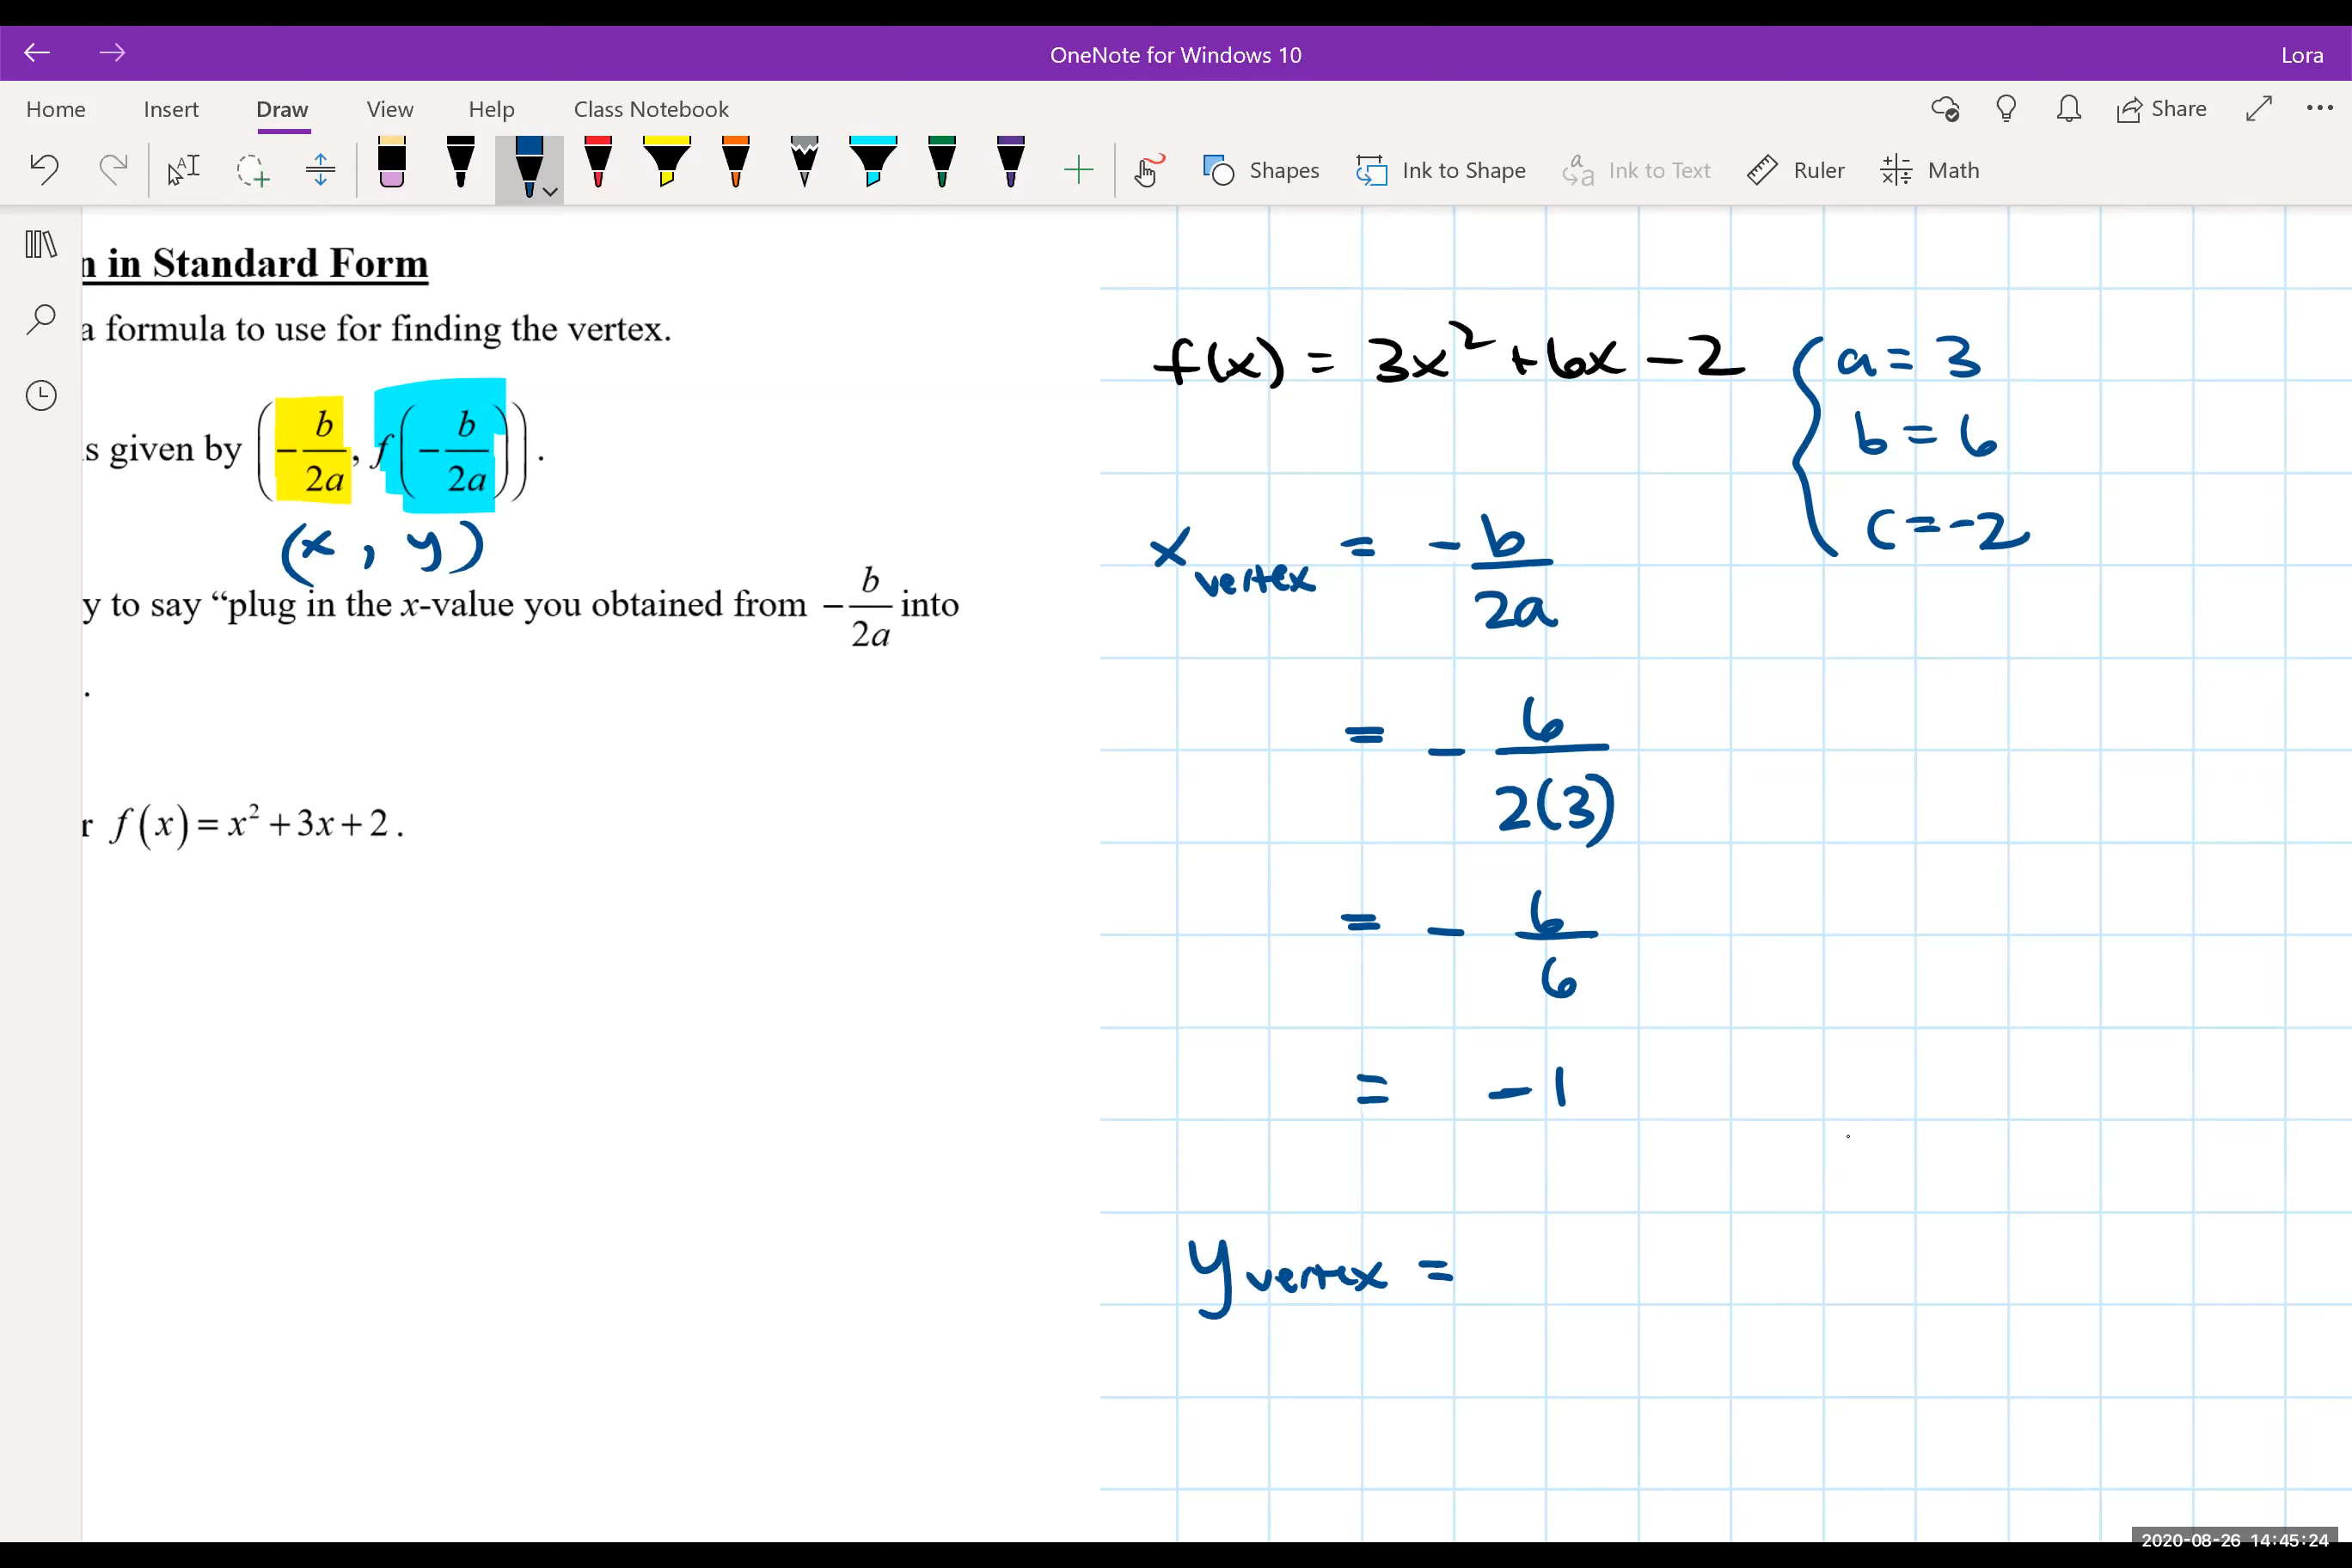 OneNote for Windows 10
Lora
Home Insert Draw View Help Class Notebook
Share
Shapes Ink to Shape Ink to Text Ruler Math
n in Standard Form
a formula to use for finding the vertex.
s given by (-b/2a, f(-b/2a)).
(x, y)
y to say “plug in the x-value you obtained from -b/2a into
.
r f(x) = x² + 3x + 2.
f(x) = 3x² + 6x - 2
a = 3
b = 6
c = -2
x vertex = - b/2a
= - 6/2(3)
= - 6/6
= -1
y vertex =
2020-08-26 14:45:24